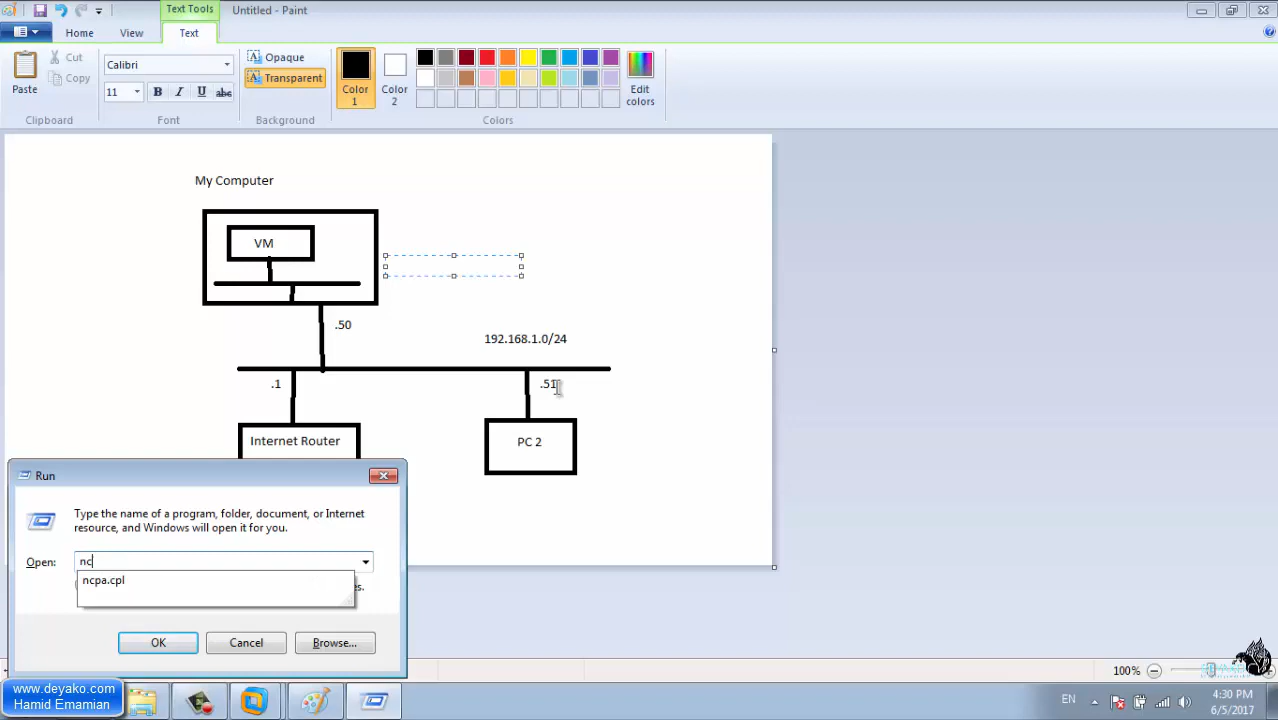 Text Tools
Untitled - Paint
Home
View
Text
Paste
Cut
Copy
Clipboard
Calibri
11
B I U abc
Font
Opaque
Transparent
Background
Color
1
Color
2
Edit
colors
Colors
My Computer
VM
.50
192.168.1.0/24
.1
.51
Internet Router
PC 2
Run
Type the name of a program, folder, document, or Internet
resource, and Windows will open it for you.
Open:
nc
ncpa.cpl
es.
OK
Cancel
Browse...
100%
www.deyako.com
Hamid Emamian
EN
4:30 PM
6/5/2017